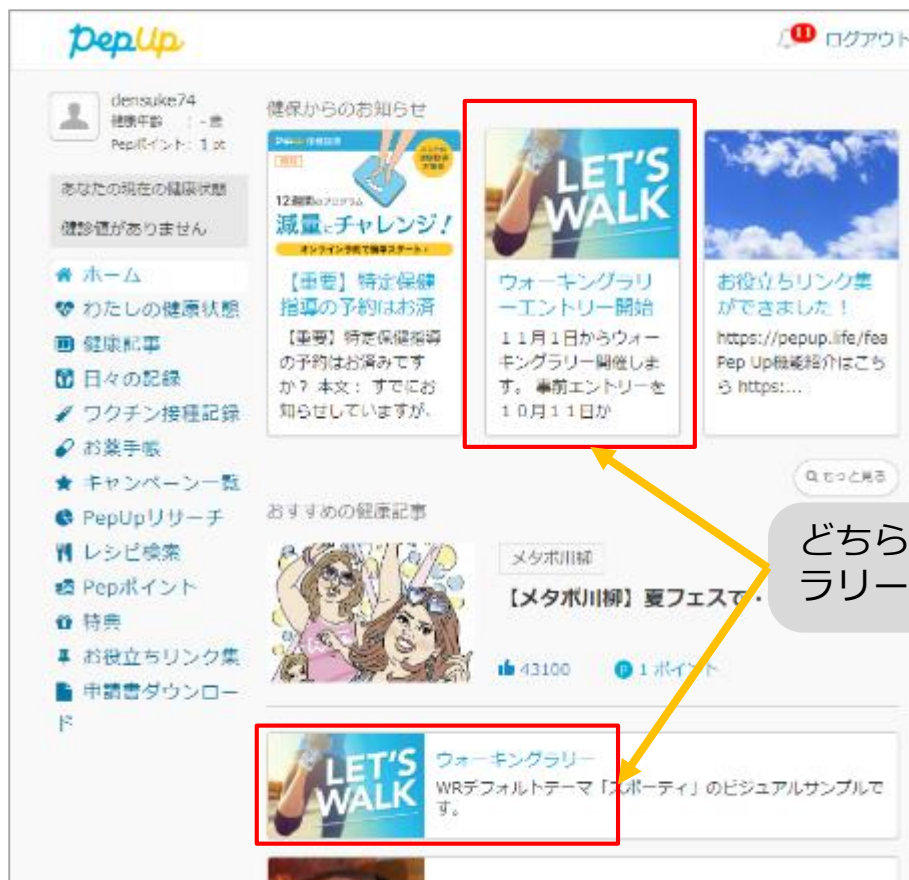 PepUp
11 ログアウト
densuke74
健康年齢 : - 歳
Pepポイント: 1 pt
あなたの現在の健康状態
健診値がありません
ホーム
わたしの健康状態
健康記事
日々の記録
ワクチン接種記録
お薬手帳
キャンペーン一覧
PepUpリサーチ
レシピ検索
Pepポイント
特典
お役立ちリンク集
申請書ダウンロー
ド
健保からのお知らせ
12週間のプログラム
減量にチャレンジ!
オンライン予約で簡単スタート
【重要】特定保健
指導の予約はお済
【重要】特定保健指導
の予約はお済みです
か? 本文: すでにお
知らせしていますが、
LET'S
WALK
ウォーキングラリ
ーエントリー開始
11月1日からウォー
キングラリー開催しま
す。 事前エントリーを
10月11日か
お役立ちリンク集
ができました!
https://pepup.life/fea
Pep Up機能紹介はこち
ら https:...
もっと見る
おすすめの健康記事
メタボ川柳
【メタボ川柳】夏フェスで・
43100 1 ポイント
どちら
ラリー
LET'S
WALK
ウォーキングラリー
WRデフォルトテーマ「スポーティ」のビジュアルサンプルで
す。